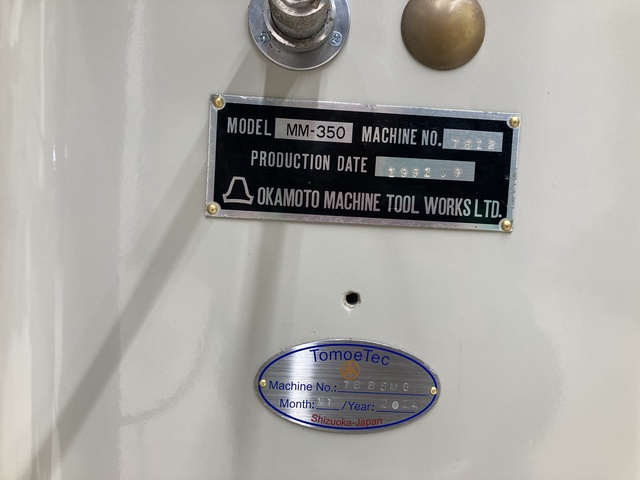 MODEL MM-350 MACHINE NO.
PRODUCTION DATE
OKAMOTO MACHINE TOOL WORKS LTD.
TomoeTec
Machine No.:
Month: /Year:
Shizuoka-Japan